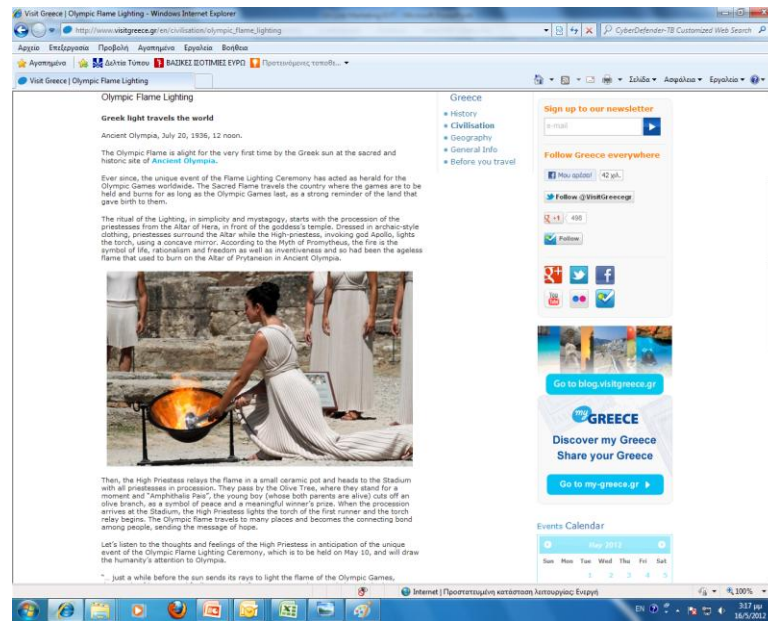 Visit Greece | Olympic Flame Lighting - Windows Internet Explorer
http://www.visitgreece.gr/en/civilisation/olympic_flame_lighting
CyberDefender-TB Customized Web Search
Αρχείο Επεξεργασία Προβολή Αγαπημένα Εργαλεία Βοήθεια
Αγαπημένα Δελτία Τύπου ΒΑΣΙΚΕΣ ΙΣΟΤΙΜΙΕΣ ΕΥΡΩ Προτεινόμενες τοποθε...
Visit Greece | Olympic Flame Lighting
Σελίδα Ασφάλεια Εργαλεία
Olympic Flame Lighting
Greek light travels the world
Ancient Olympia, July 20, 1936, 12 noon.
The Olympic Flame is alight for the very first time by the Greek sun at the sacred and
historic site of Ancient Olympia.
Ever since, the unique event of the Flame Lighting Ceremony has acted as herald for the
Olympic Games worldwide. The Sacred Flame travels the country where the games are to be
held and burns for as long as the Olympic Games last, as a strong reminder of the land that
gave birth to them.
The ritual of the Lighting, in simplicity and mystagogy, starts with the procession of the
priestesses from the Altar of Hera, in front of the goddess's temple. Dressed in archaic-style
clothing, priestesses surround the Altar while the High-priestess, invoking god Apollo, lights
the torch, using a concave mirror. According to the Myth of Promytheus, the fire is the
symbol of life, rationalism and freedom as well as inventiveness and so had been the ageless
flame that used to burn on the Altar of Prytaneion in Ancient Olympia.
Then, the High Priestess relays the flame in a small ceramic pot and heads to the Stadium
with all priestesses in procession. They pass by the Olive Tree, where they stand for a
moment and "Amphithalis Pais", the young boy (whose both parents are alive) cuts off an
olive branch, as a symbol of peace and a meaningful winner's prize. When the procession
arrives at the Stadium, the High Priestess lights the torch of the first runner and the torch
relay begins. The Olympic flame travels to many places and becomes the connecting bond
among people, sending the message of hope.
Let's listen to the thoughts and feelings of the High Priestess in anticipation of the unique
event of the Olympic Flame Lighting Ceremony, which is to be held on May 10, and will draw
the humanity's attention to Olympia.
".. just a while before the sun sends its rays to light the flame of the Olympic Games,
Greece
History
Civilisation
Geography
General Info
Before you travel
Sign up to our newsletter
e-mail
Follow Greece everywhere
Μου αρέσει! 42 χιλ.
Follow @VisitGreecegr
+1 498
Follow
You Tube
Go to blog.visitgreece.gr
my GREECE
Discover my Greece
Share your Greece
Go to my-greece.gr
Events Calendar
May 2012
Sun Mon Tue Wed Thu Fri Sat
1 2 3 4 5
Internet | Προστατευμένη κατάσταση λειτουργίας: Ενεργή
100%
EN
3:17 μμ
16/5/2012